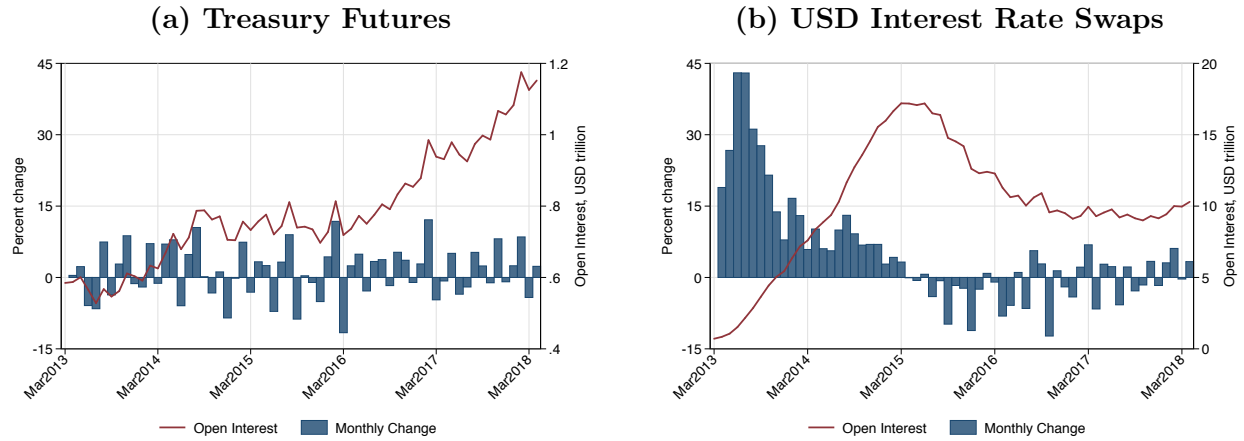 (a) Treasury Futures
45
30
15
0
-15
Percent change
1.2
1
.8
.6
.4
Open Interest, USD trillion
Mar2013
Mar2014
Mar2015
Mar2016
Mar2017
Mar2018
Open Interest
Monthly Change
(b) USD Interest Rate Swaps
45
30
15
0
-15
Percent change
20
15
10
5
0
Open Interest, USD trillion
Mar2013
Mar2014
Mar2015
Mar2016
Mar2017
Mar2018
Open Interest
Monthly Change